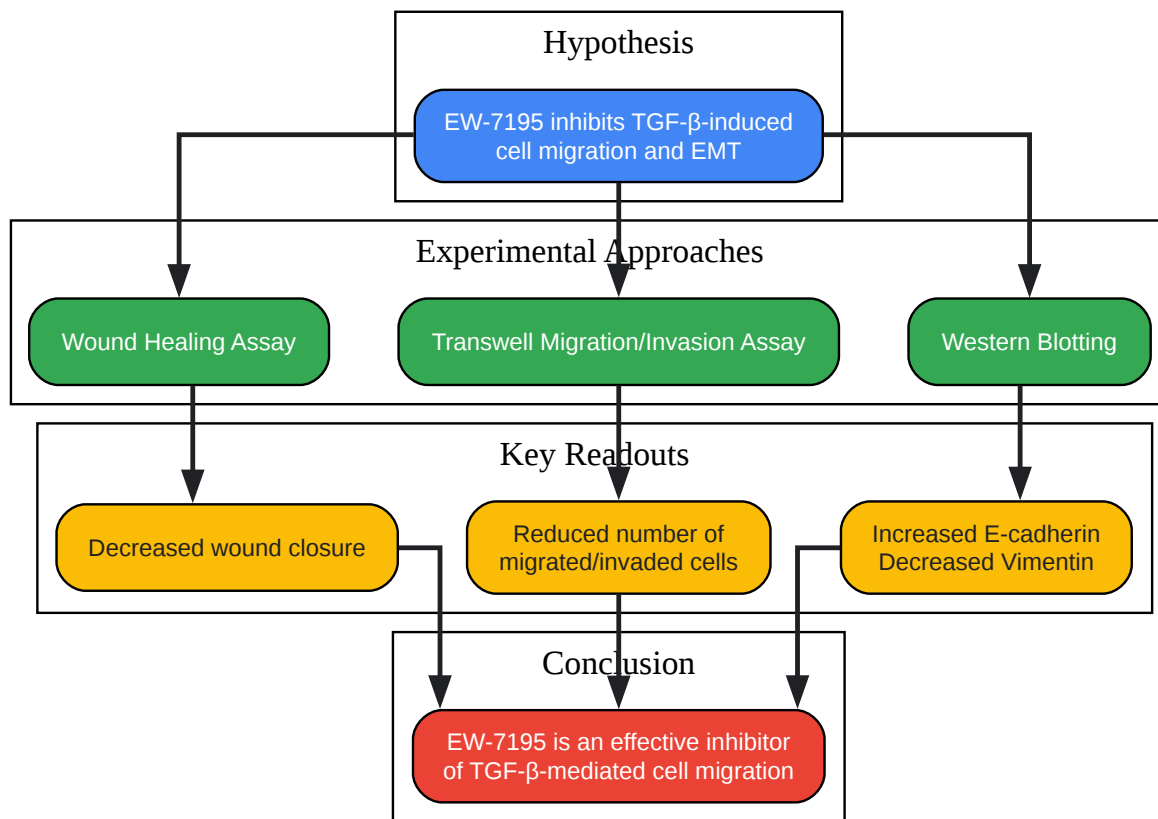 Hypothesis
EW-7195 inhibits TGF-β-induced
cell migration and EMT
Experimental Approaches
Wound Healing Assay
Transwell Migration/Invasion Assay
Western Blotting
Key Readouts
Decreased wound closure
Reduced number of
migrated/invaded cells
Increased E-cadherin
Decreased Vimentin
Conclusion
EW-7195 is an effective inhibitor
of TGF-β-mediated cell migration